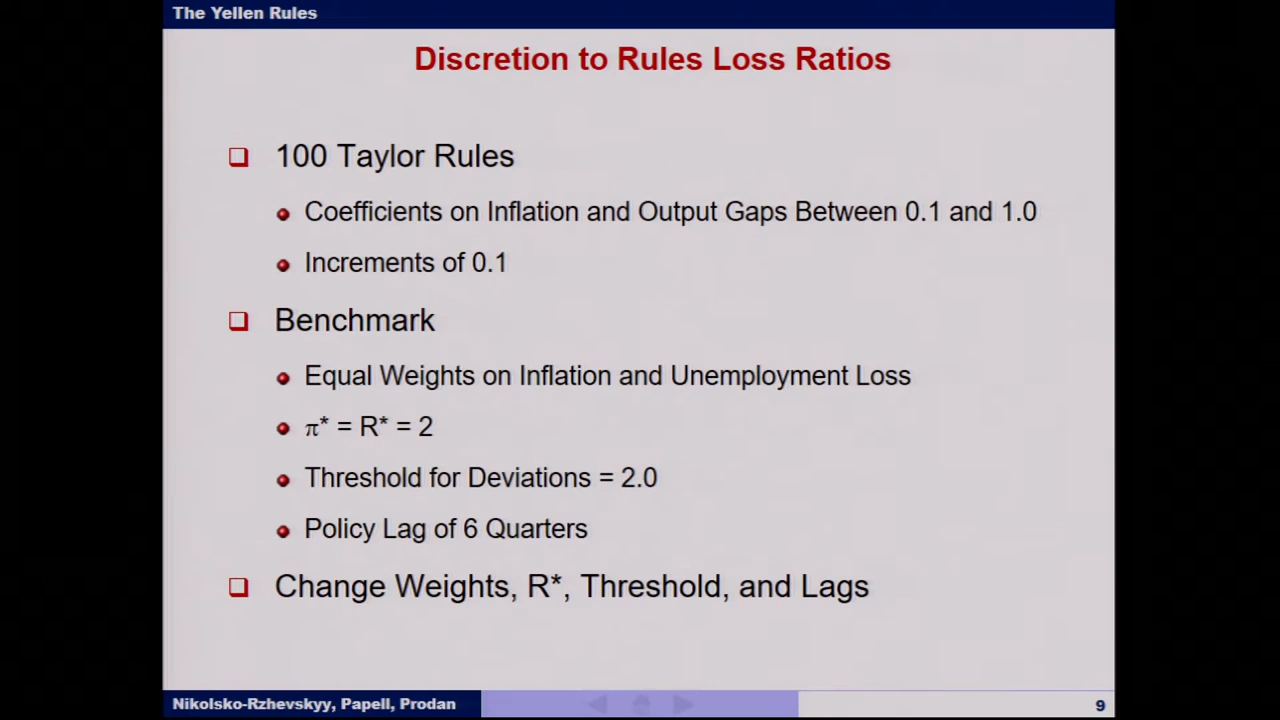 The Yellen Rules
Discretion to Rules Loss Ratios
100 Taylor Rules
Coefficients on Inflation and Output Gaps Between 0.1 and 1.0
Increments of 0.1
Benchmark
Equal Weights on Inflation and Unemployment Loss
π* = R* = 2
Threshold for Deviations = 2.0
Policy Lag of 6 Quarters
Change Weights, R*, Threshold, and Lags
Nikolsko-Rzhevskyy, Papell, Prodan
9